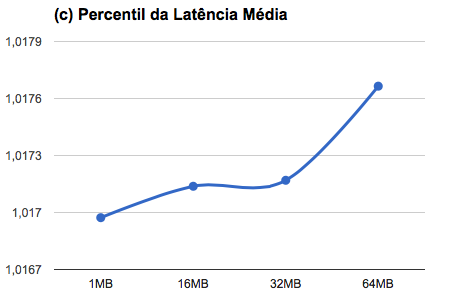 (c) Percentil da Latência Média
1,0179
1,0176
1,0173
1,017
1,0167
1MB 16MB 32MB 64MB